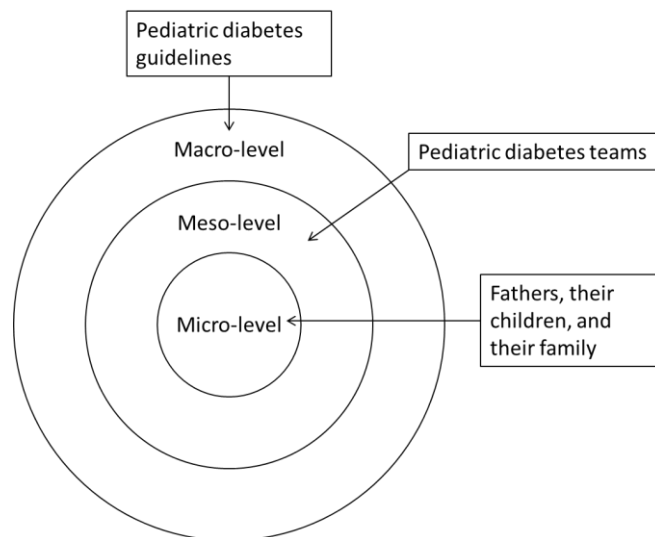 Pediatric diabetes
guidelines
Macro-level
Pediatric diabetes teams
Meso-level
Fathers, their
children, and
their family
Micro-level